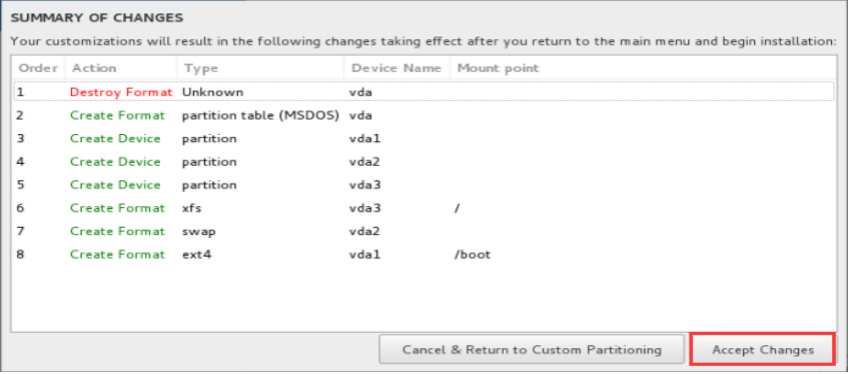 SUMMARY OF CHANGES
Your customizations will result in the following changes taking effect after you return to the main menu and begin installation:
Order Action Type Device Name Mount point
1 Destroy Format Unknown vda
2 Create Format partition table (MSDOS) vda
3 Create Device partition vda1
4 Create Device partition vda2
5 Create Device partition vda3
6 Create Format xfs vda3 /
7 Create Format swap vda2
8 Create Format ext4 vda1 /boot
Cancel & Return to Custom Partitioning Accept Changes